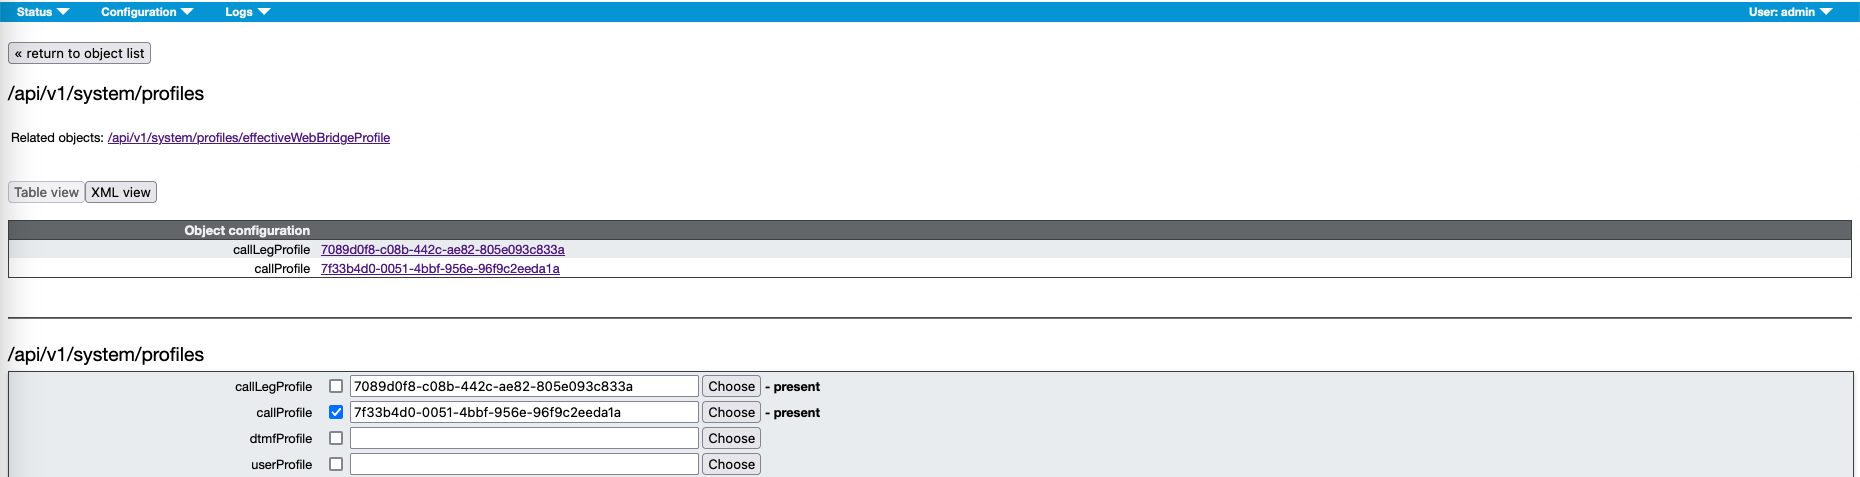 Status Configuration Logs User: admin
« return to object list
/api/v1/system/profiles
Related objects: /api/v1/system/profiles/effectiveWebBridgeProfile
Table view XML view
Object configuration
callLegProfile 7089d0f8-c08b-442c-ae82-805e093c833a
callProfile 7f33b4d0-0051-4bbf-956e-96f9c2eeda1a
/api/v1/system/profiles
callLegProfile 7089d0f8-c08b-442c-ae82-805e093c833a Choose - present
callProfile 7f33b4d0-0051-4bbf-956e-96f9c2eeda1a Choose - present
dtmfProfile Choose
userProfile Choose